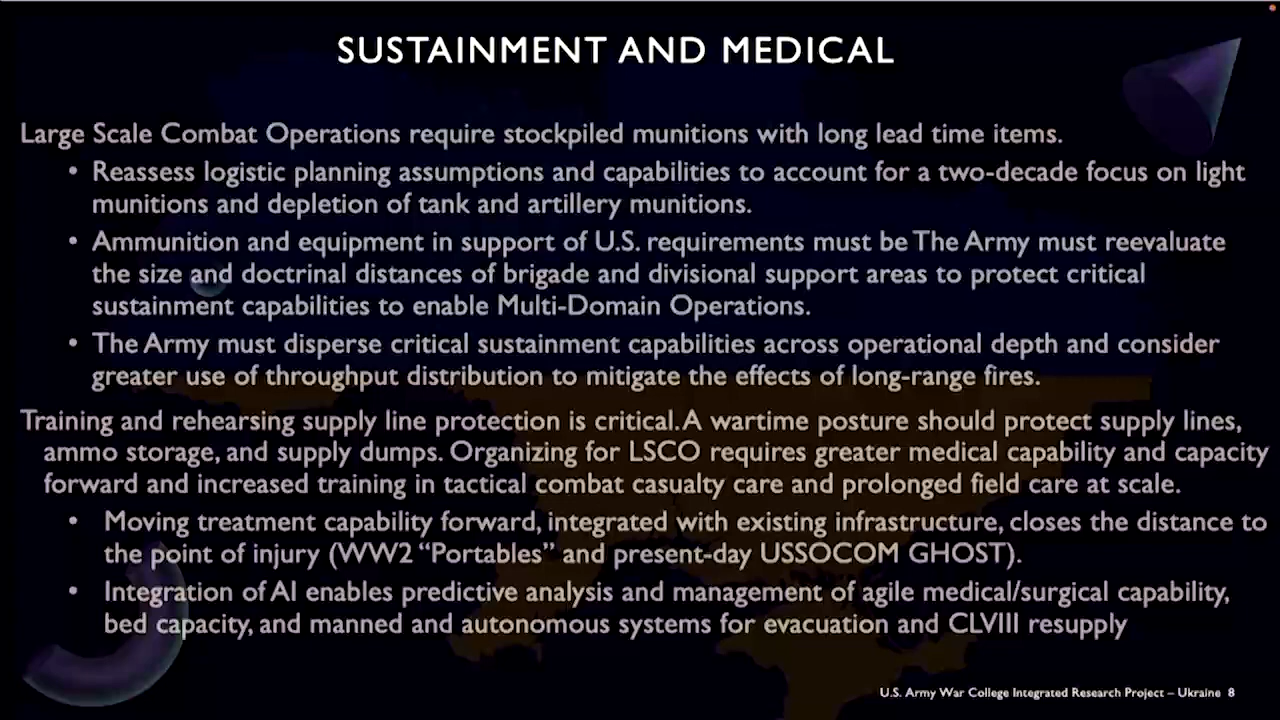 SUSTAINMENT AND MEDICAL
Large Scale Combat Operations require stockpiled munitions with long lead time items.
• Reassess logistic planning assumptions and capabilities to account for a two-decade focus on light
munitions and depletion of tank and artillery munitions.
• Ammunition and equipment in support of U.S. requirements must be The Army must reevaluate
the size and doctrinal distances of brigade and divisional support areas to protect critical
sustainment capabilities to enable Multi-Domain Operations.
• The Army must disperse critical sustainment capabilities across operational depth and consider
greater use of throughput distribution to mitigate the effects of long-range fires.
Training and rehearsing supply line protection is critical. A wartime posture should protect supply lines,
ammo storage, and supply dumps. Organizing for LSCO requires greater medical capability and capacity
forward and increased training in tactical combat casualty care and prolonged field care at scale.
• Moving treatment capability forward, integrated with existing infrastructure, closes the distance to
the point of injury (WW2 “Portables” and present-day USSOCOM GHOST).
• Integration of AI enables predictive analysis and management of agile medical/surgical capability,
bed capacity, and manned and autonomous systems for evacuation and CLVIII resupply
U.S. Army War College Integrated Research Project – Ukraine 8